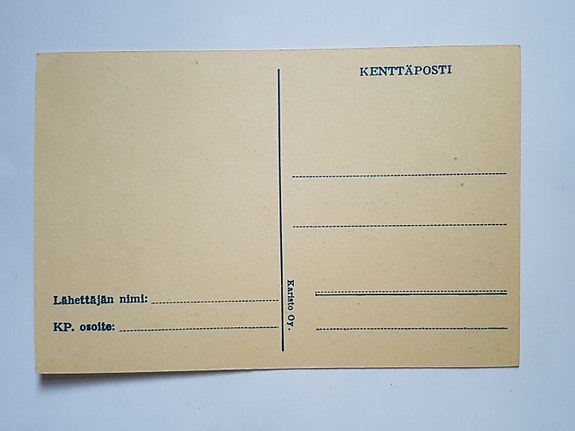 KENTTÄPOSTI
Lähettäjän nimi:
KP. osoite:
Karisto Oy.